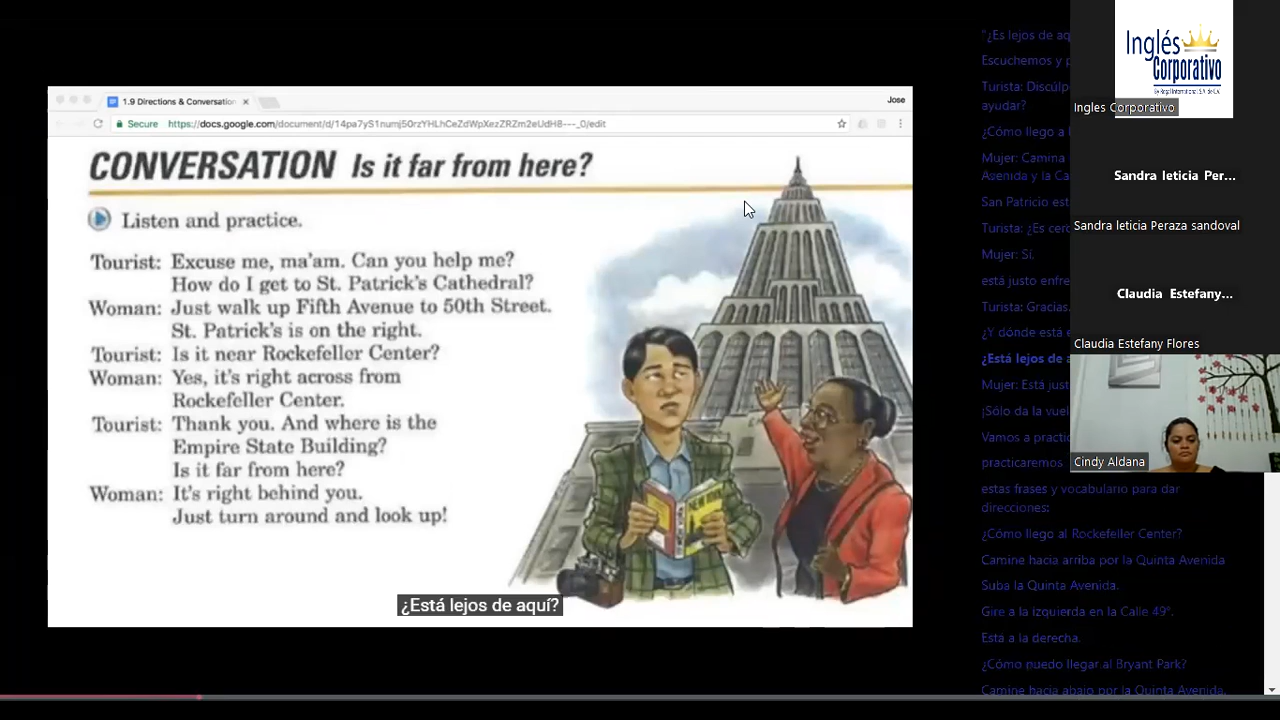 1.9 Directions & Conversation
Jose
Secure
https://docs.google.com/document/d/14pa7yS1numj50rzYHLhCeZdWpXezZRZm2eUdH8---_0/edit
CONVERSATION Is it far from here?
Listen and practice.
Tourist: Excuse me, ma'am. Can you help me?
How do I get to St. Patrick's Cathedral?
Woman: Just walk up Fifth Avenue to 50th Street.
St. Patrick's is on the right.
Tourist: Is it near Rockefeller Center?
Woman: Yes, it's right across from
Rockefeller Center.
Tourist: Thank you. And where is the
Empire State Building?
Is it far from here?
Woman: It's right behind you.
Just turn around and look up!
NEW YORK
¿Está lejos de aquí?
"¿Es lejos de aq
Escuchemos y p
Turista: Discúlp
ayudar?
¿Cómo llego a l
Mujer: Camina
Avenida y la Ca
San Patricio est
Turista: ¿Es cerc
Mujer: Sí.
está justo enfre
Turista: Gracias.
¿Y dónde está e
¿Está lejos de a
Mujer: Está just
¡Sólo da la vuel
Vamos a practic
practicaremos
estas frases y vocabulario para dar
direcciones:
¿Cómo llego al Rockefeller Center?
Camine hacia arriba por la Quinta Avenida
Suba la Quinta Avenida.
Gire a la izquierda en la Calle 49°.
Está a la derecha.
¿Cómo puedo llegar al Bryant Park?
Camine hacia abajo por la Quinta Avenida.
Inglés
Corporativo
Ingles Corporativo
Sandra leticia Per...
Sandra leticia Peraza sandoval
Claudia Estefany...
Claudia Estefany Flores
Cindy Aldana